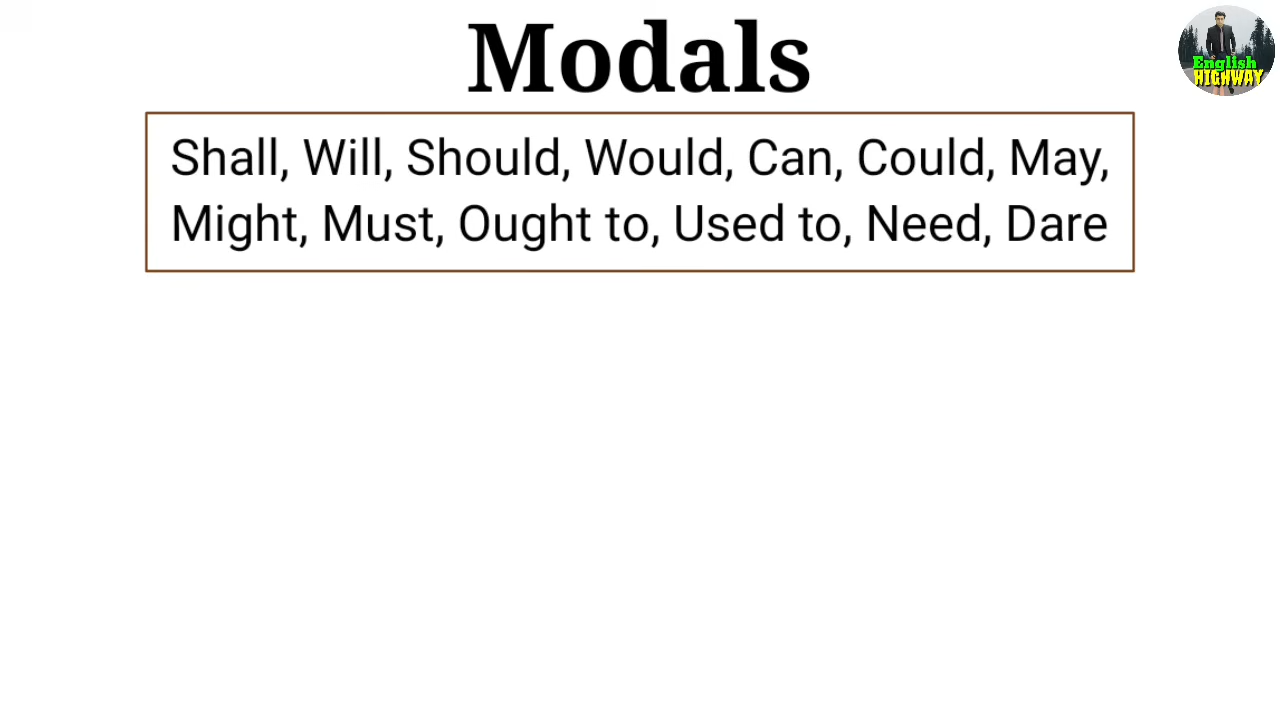 Modals
English
HIGHWAY
Shall, Will, Should, Would, Can, Could, May,
Might, Must, Ought to, Used to, Need, Dare